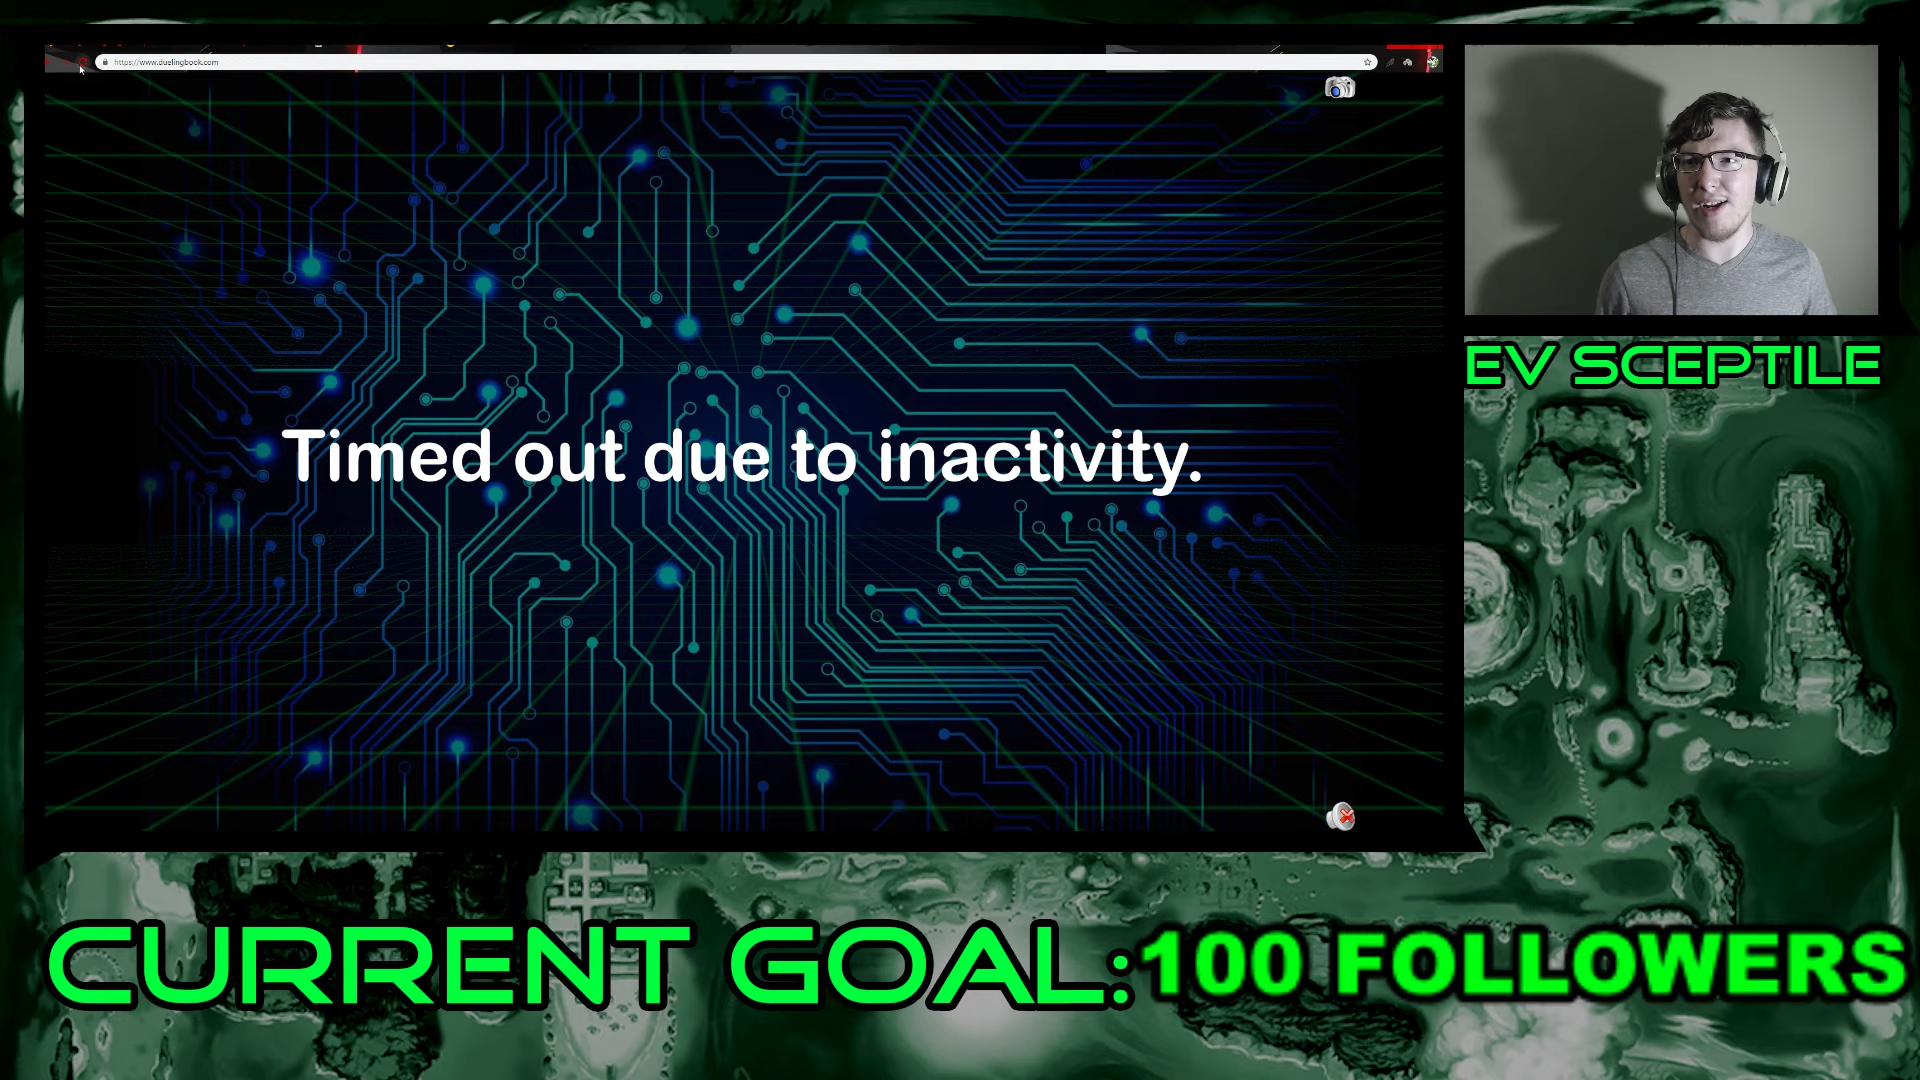 https://www.duelingbook.com
Timed out due to inactivity.
EV SCEPTILE
CURRENT GOAL: 100 FOLLOWERS